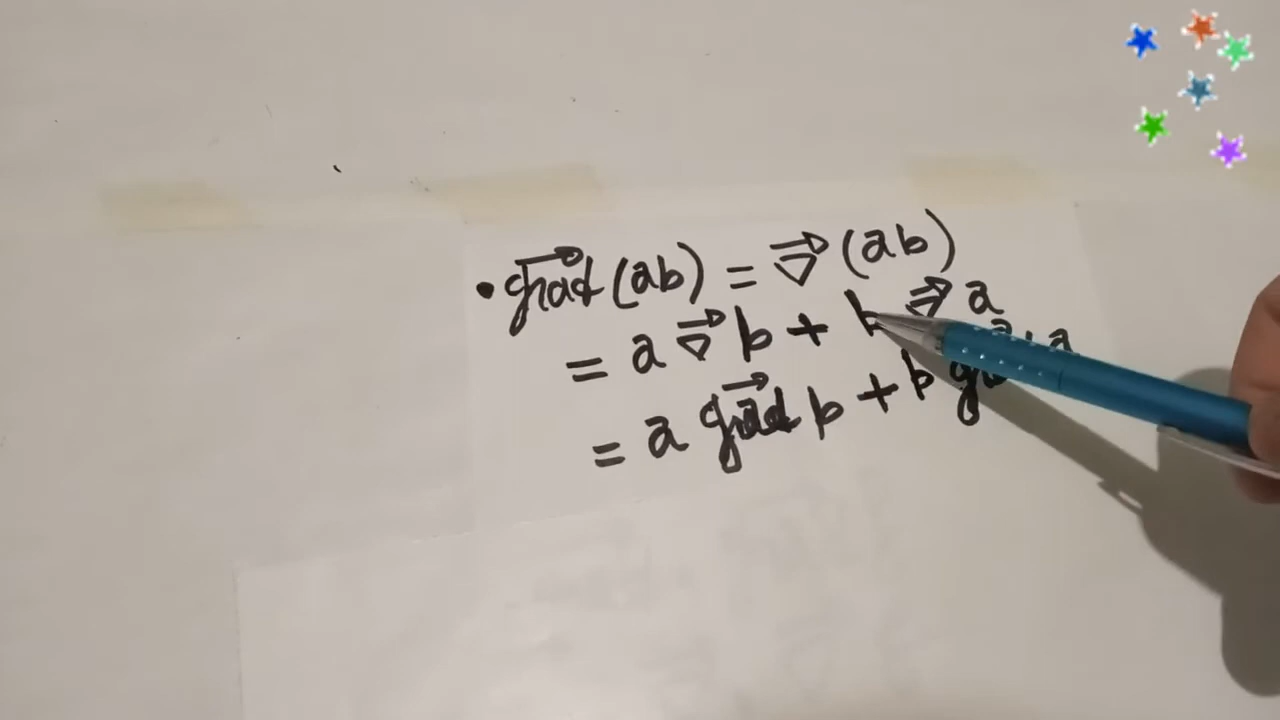 • grad⃗ (ab) = ∇⃗ (ab)
= a ∇⃗ b + b ∇⃗ a
= a grad⃗ b + b grad⃗ a